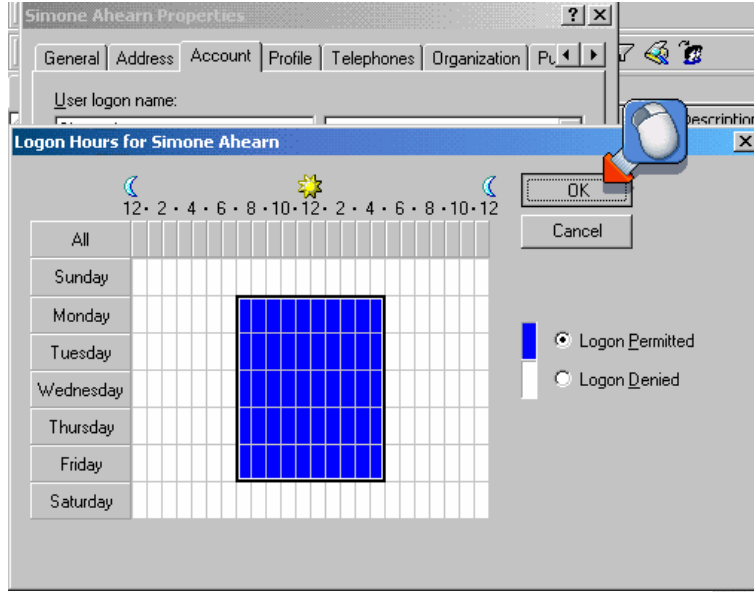 Simone Ahearn Properties
General Address Account Profile Telephones Organization
User logon name:
Description
Logon Hours for Simone Ahearn
12 · 2 · 4 · 6 · 8 · 10 · 12 · 2 · 4 · 6 · 8 · 10 · 12
OK
All
Cancel
Sunday
Monday
Tuesday
Wednesday
Thursday
Friday
Saturday
Logon Permitted
Logon Denied